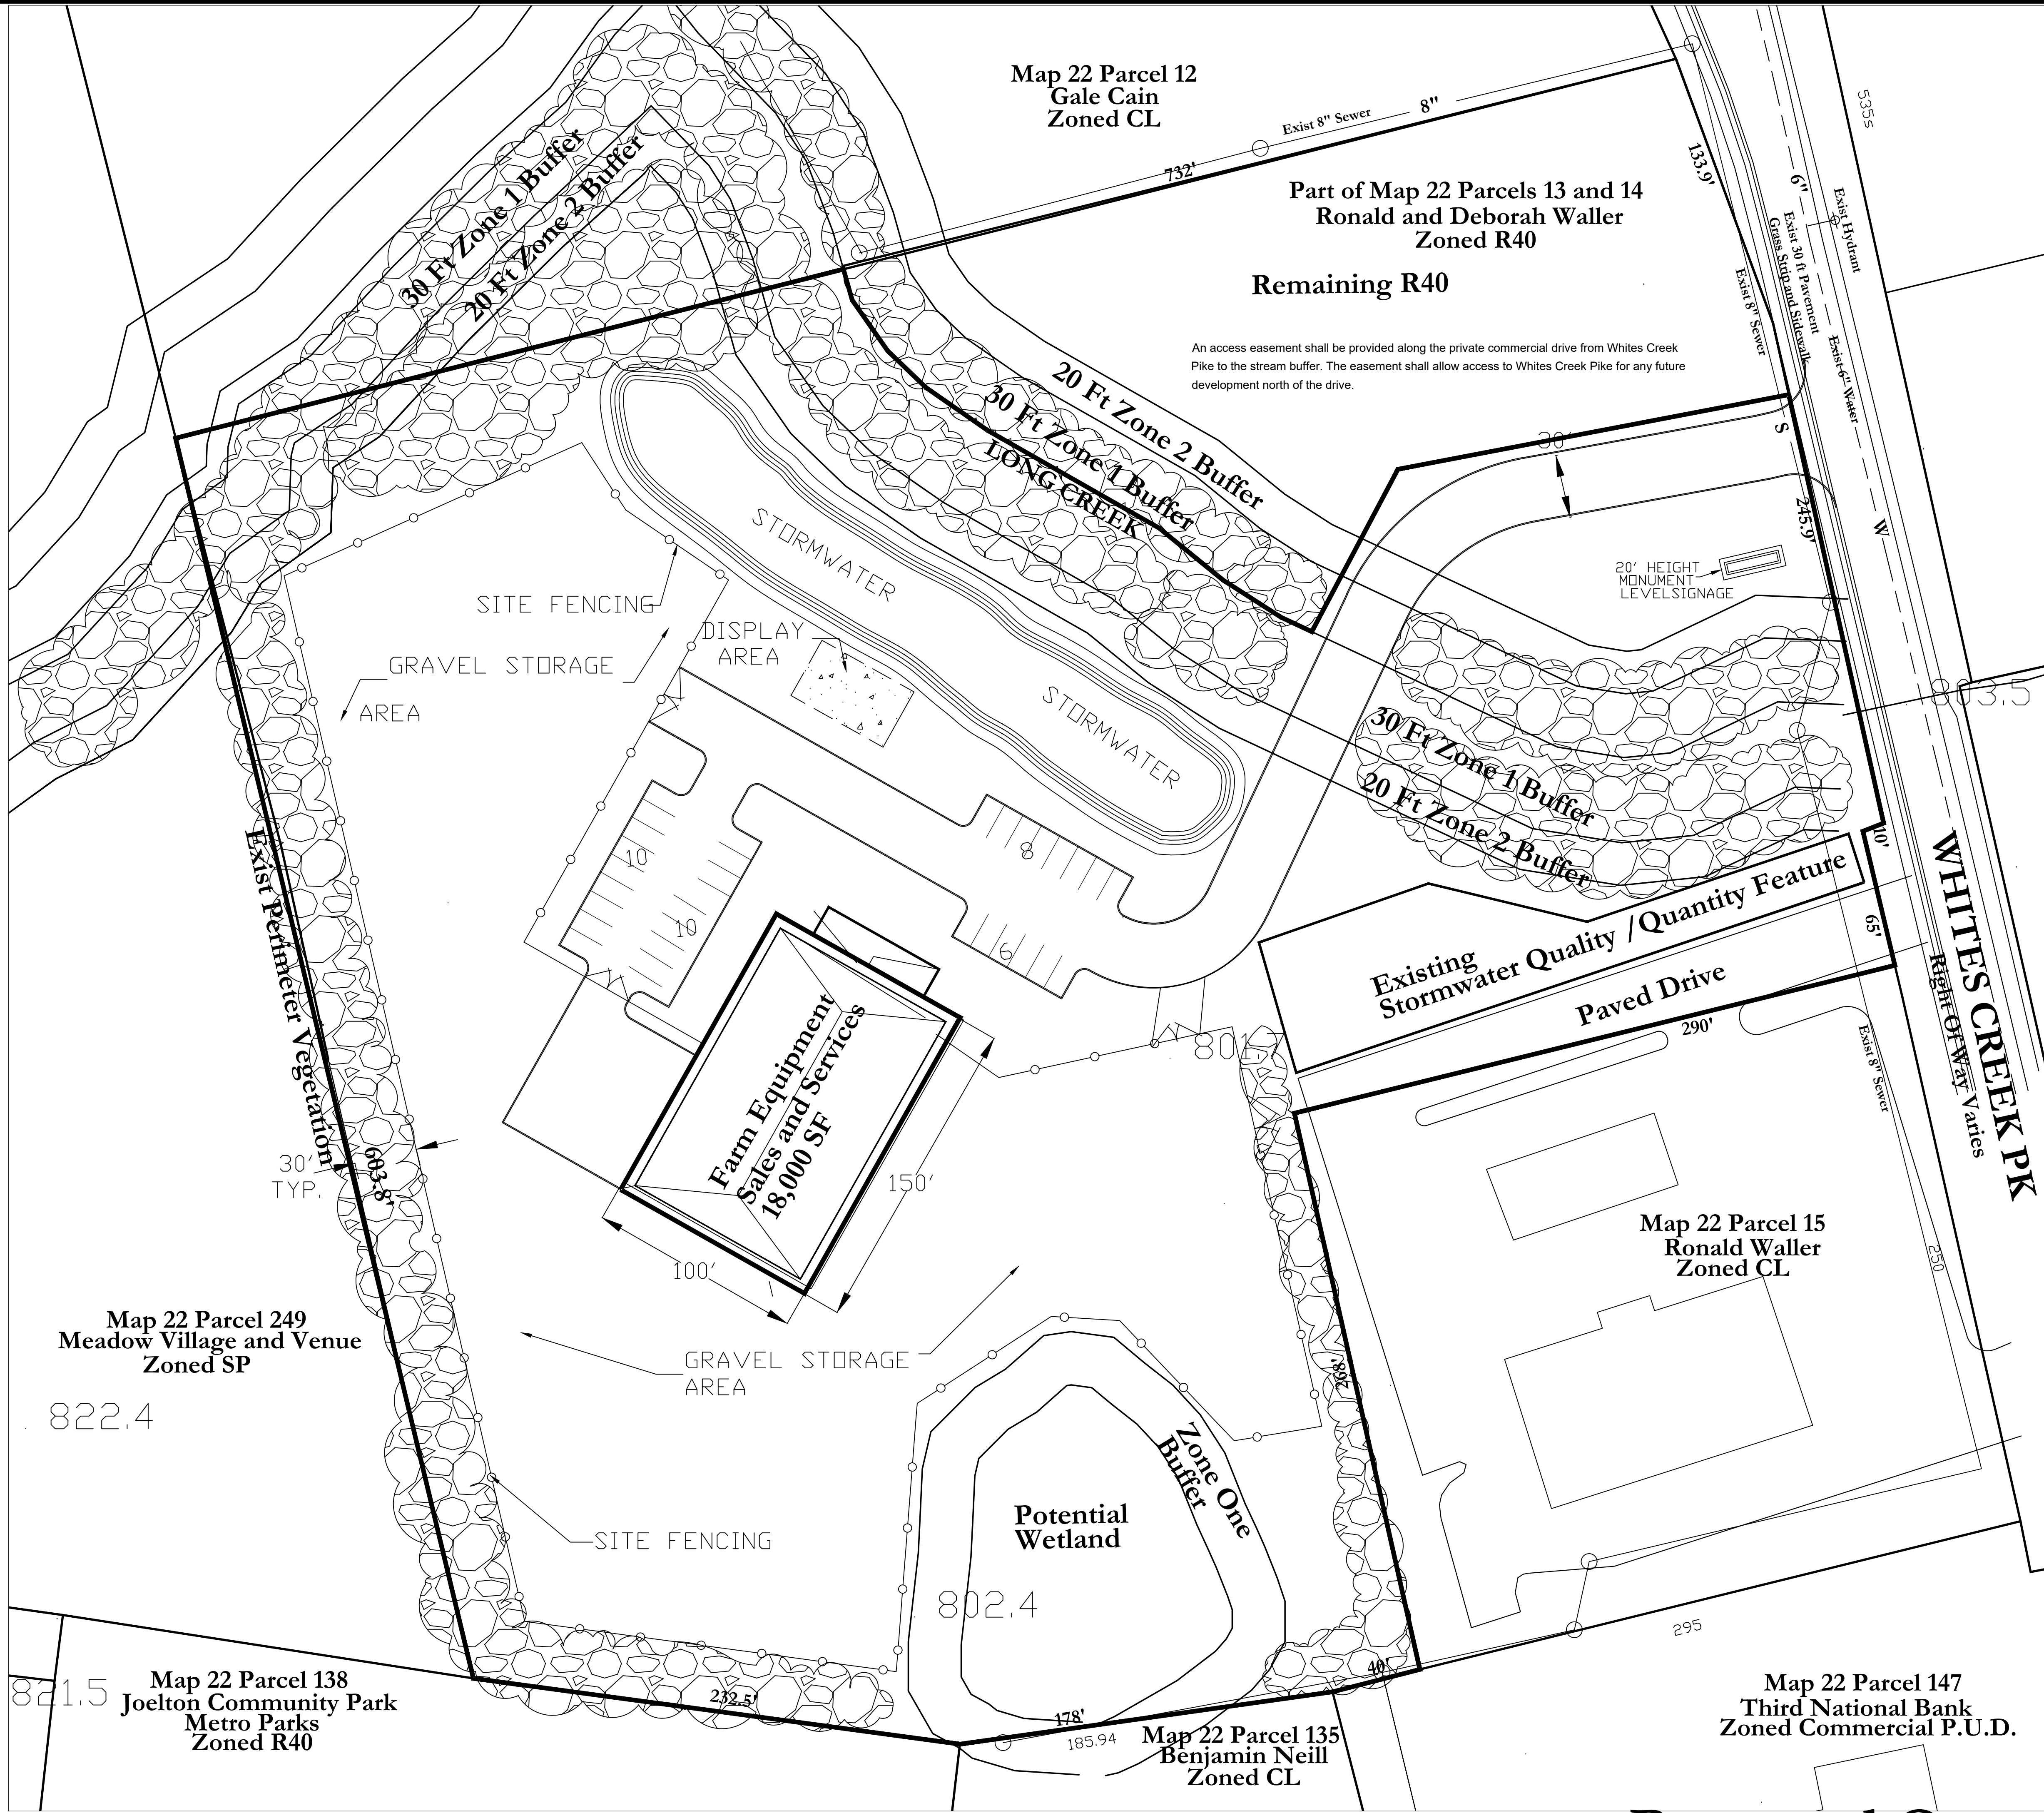 Map 22 Parcel 12
Gale Cain
Zoned CL
Exist 8" Sewer
8"
732'
Part of Map 22 Parcels 13 and 14
Ronald and Deborah Waller
Zoned R40
Remaining R40
An access easement shall be provided along the private commercial drive from Whites Creek
Pike to the stream buffer. The easement shall allow access to Whites Creek Pike for any future
development north of the drive.
133.9'
535s
6"
Exist Hydrant
Exist 30 ft Pavement
Grass Strip and Sidewalk
Exist 8" Sewer
Exist 6" Water
S
W
30 Ft Zone 1 Buffer
20 Ft Zone 2 Buffer
20 Ft Zone 2 Buffer
30 Ft Zone 1 Buffer
LONG CREEK
30'
245.9'
20' HEIGHT
MONUMENT
LEVELSIGNAGE
STORMWATER
STORMWATER
SITE FENCING
DISPLAY
AREA
GRAVEL STORAGE
AREA
803.5
30 Ft Zone 1 Buffer
20 Ft Zone 2 Buffer
10'
65'
Existing
Stormwater Quality /Quantity Feature
Paved Drive
290'
WHITES CREEK PK
Right Of Way Varies
Exist 8" Sewer
10
10
8
6
Exist Perimeter Vegetation
30'
TYP.
603.8'
Farm Equipment
Sales and Services
18,000 SF
150'
100'
Map 22 Parcel 15
Ronald Waller
Zoned CL
250
268'
Map 22 Parcel 249
Meadow Village and Venue
Zoned SP
822.4
GRAVEL STORAGE
AREA
SITE FENCING
Zone One
Buffer
Potential
Wetland
802.4
295
40'
821.5
Map 22 Parcel 138
Joelton Community Park
Metro Parks
Zoned R40
232.5'
178'
185.94
Map 22 Parcel 135
Benjamin Neill
Zoned CL
Map 22 Parcel 147
Third National Bank
Zoned Commercial P.U.D.